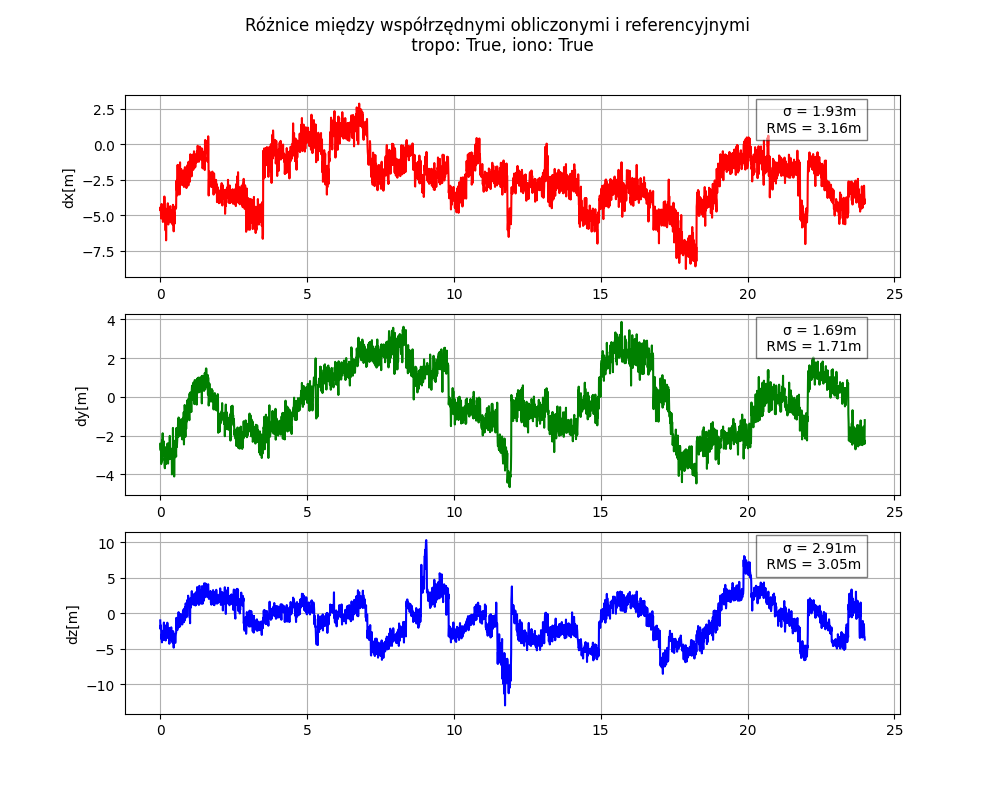 Różnice między współrzędnymi obliczonymi i referencyjnymi
tropo: True, iono: True
2.5
0.0
−2.5
−5.0
−7.5
dx[m]
σ = 1.93m
RMS = 3.16m
0 5 10 15 20 25
4
2
0
−2
−4
dy[m]
σ = 1.69m
RMS = 1.71m
0 5 10 15 20 25
10
5
0
−5
−10
dz[m]
σ = 2.91m
RMS = 3.05m
0 5 10 15 20 25